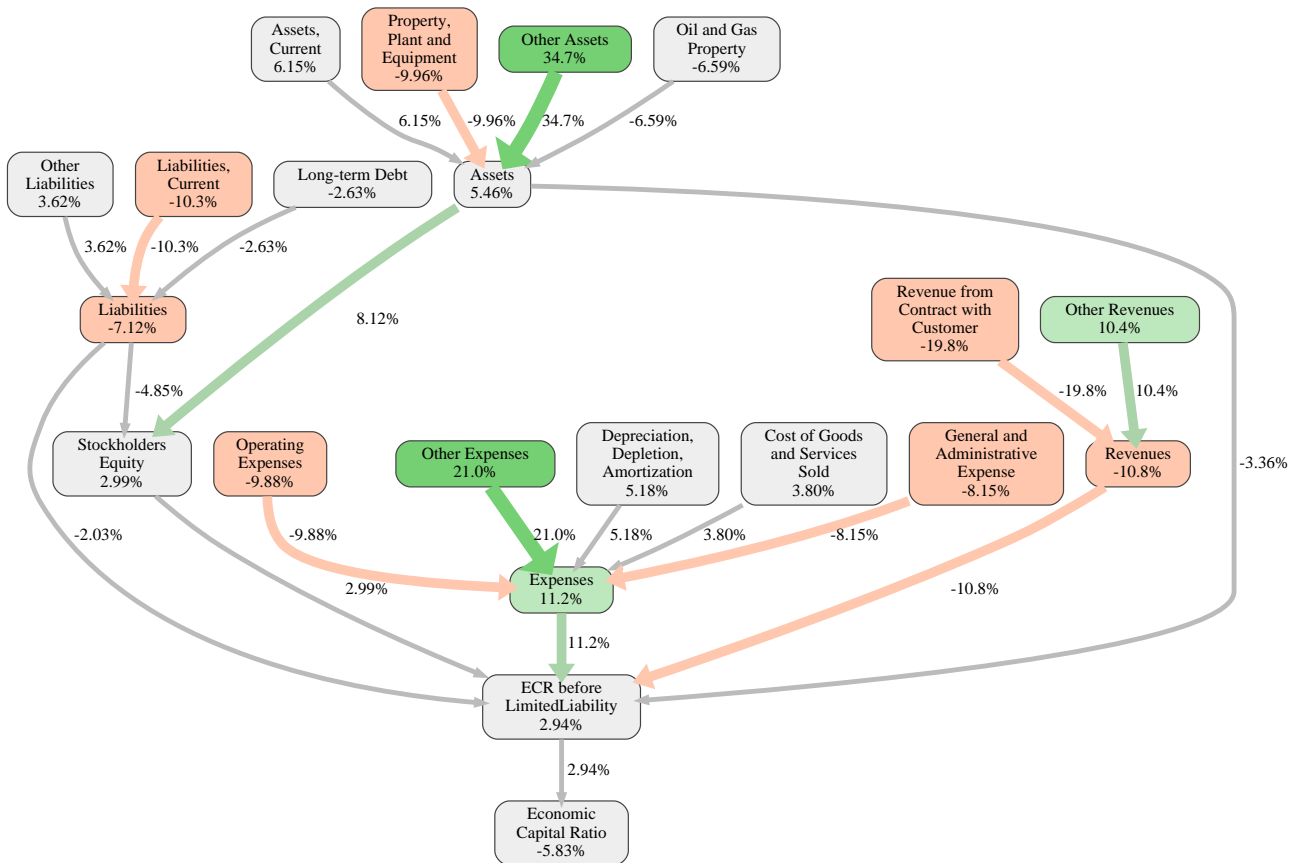 Assets,
Current
6.15%
Property,
Plant and
Equipment
-9.96%
Other Assets
34.7%
Oil and Gas
Property
-6.59%
6.15%
-9.96%
34.7%
-6.59%
Other
Liabilities
3.62%
Liabilities,
Current
-10.3%
Long-term Debt
-2.63%
Assets
5.46%
3.62%
-10.3%
-2.63%
Liabilities
-7.12%
8.12%
Revenue from
Contract with
Customer
-19.8%
Other Revenues
10.4%
-4.85%
-19.8%
10.4%
Stockholders
Equity
2.99%
Operating
Expenses
-9.88%
Other Expenses
21.0%
Depreciation,
Depletion,
Amortization
5.18%
Cost of Goods
and Services
Sold
3.80%
General and
Administrative
Expense
-8.15%
Revenues
-10.8%
-3.36%
-2.03%
-9.88%
21.0%
5.18%
3.80%
-8.15%
2.99%
Expenses
11.2%
-10.8%
11.2%
ECR before
LimitedLiability
2.94%
2.94%
Economic
Capital Ratio
-5.83%